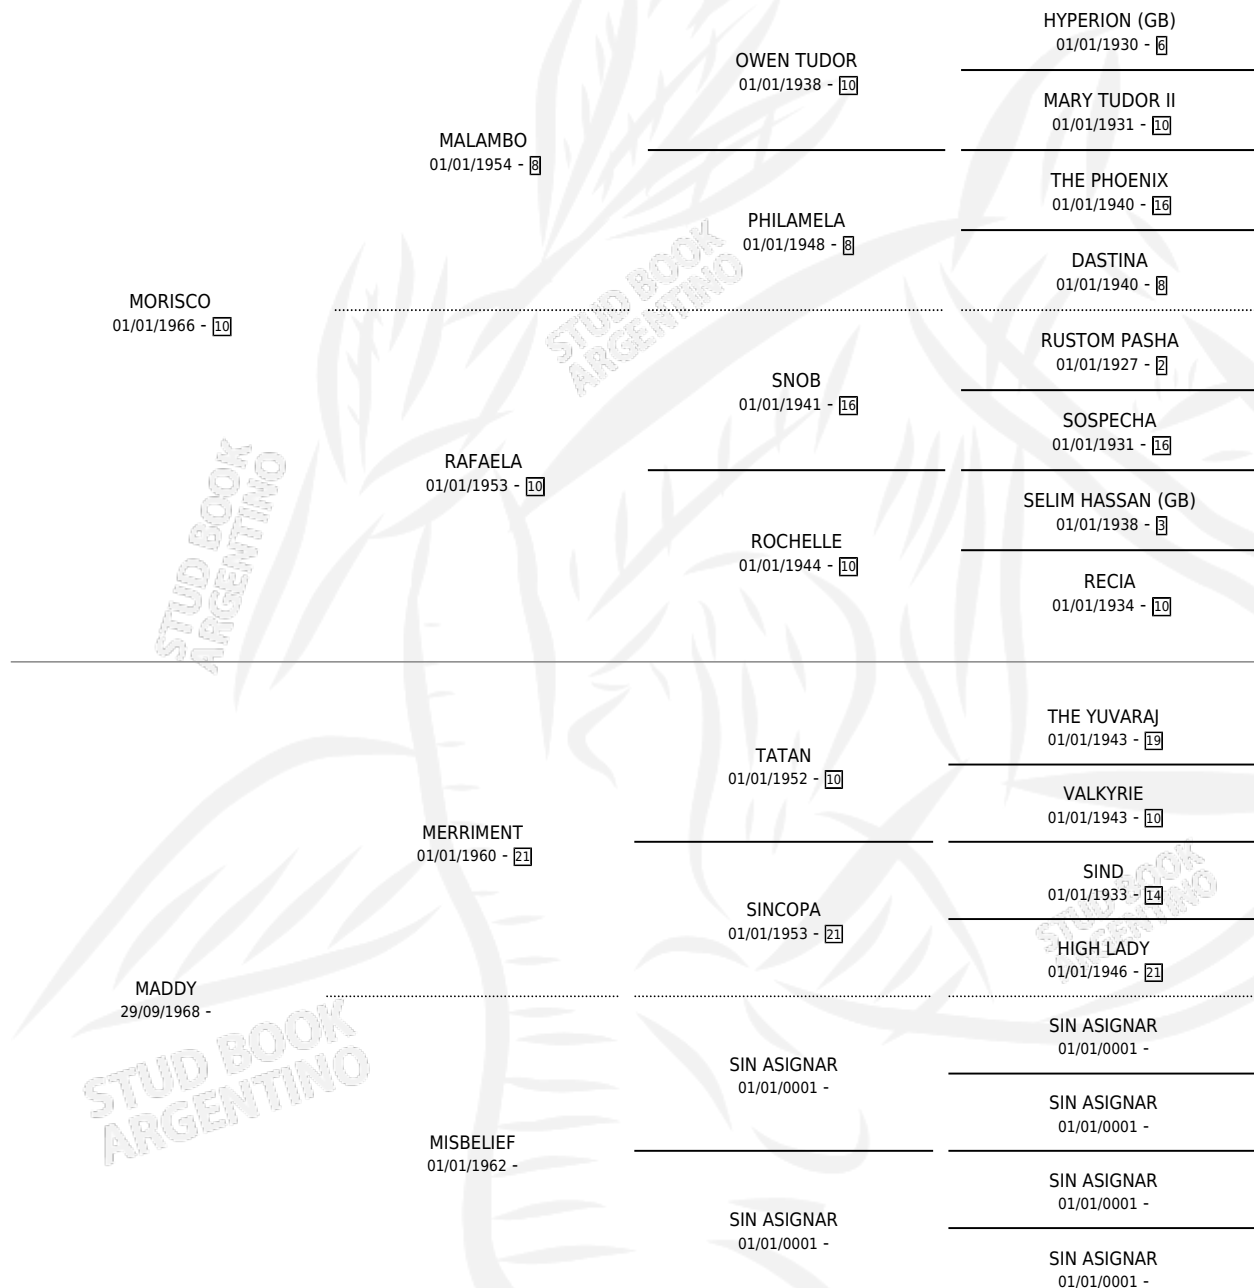 HYPERION (GB)
01/01/1930 - 6
OWEN TUDOR
01/01/1938 - 10
MARY TUDOR II
01/01/1931 - 10
MALAMBO
01/01/1954 - 8
THE PHOENIX
01/01/1940 - 16
PHILAMELA
01/01/1948 - 8
DASTINA
01/01/1940 - 8
MORISCO
01/01/1966 - 10
RUSTOM PASHA
01/01/1927 - 2
SNOB
01/01/1941 - 16
SOSPECHA
01/01/1931 - 16
RAFAELA
01/01/1953 - 10
SELIM HASSAN (GB)
01/01/1938 - 3
ROCHELLE
01/01/1944 - 10
RECIA
01/01/1934 - 10
THE YUVARAJ
01/01/1943 - 19
TATAN
01/01/1952 - 10
VALKYRIE
01/01/1943 - 10
MERRIMENT
01/01/1960 - 21
SIND
01/01/1933 - 14
SINCOPA
01/01/1953 - 21
HIGH LADY
01/01/1946 - 21
MADDY
29/09/1968 -
SIN ASIGNAR
01/01/0001 -
SIN ASIGNAR
01/01/0001 -
SIN ASIGNAR
01/01/0001 -
MISBELIEF
01/01/1962 -
SIN ASIGNAR
01/01/0001 -
SIN ASIGNAR
01/01/0001 -
SIN ASIGNAR
01/01/0001 -
STUD BOOK
ARGENTINO
STUD BOOK
ARGENTINO
STUD BOOK
ARGENTINO
STUD BOOK
ARGENTINO